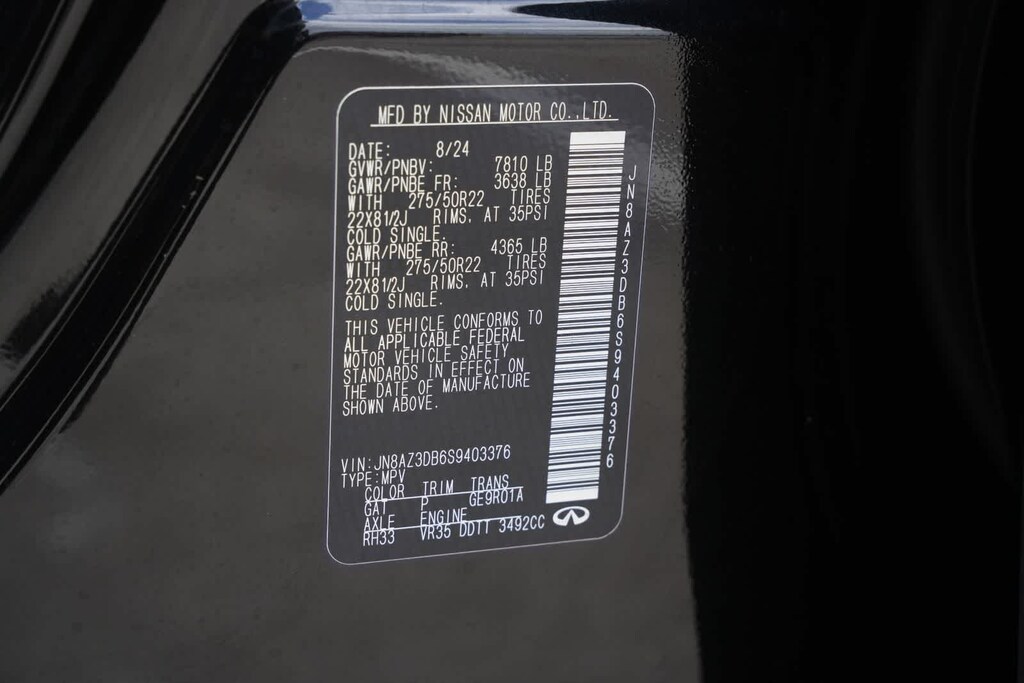 MFD BY NISSAN MOTOR CO.,LTD.
DATE: 8/24
GVWR/PNBV: 7810 LB
GAWR/PNBE FR: 3638 LB
WITH 275/50R22 TIRES
22X81/2J RIMS, AT 35PSI
COLD SINGLE.
GAWR/PNBE RR: 4365 LB
WITH 275/50R22 TIRES
22X81/2J RIMS, AT 35PSI
COLD SINGLE.
THIS VEHICLE CONFORMS TO
ALL APPLICABLE FEDERAL
MOTOR VEHICLE SAFETY
STANDARDS IN EFFECT ON
THE DATE OF MANUFACTURE
SHOWN ABOVE.
VIN:JN8AZ3DB6S9403376
TYPE:MPV
COLOR TRIM TRANS
GAT P GE9R01A
AXLE ENGINE
RH33 VR35 DDTT 3492CC
JN8AZ3DB6S9403376